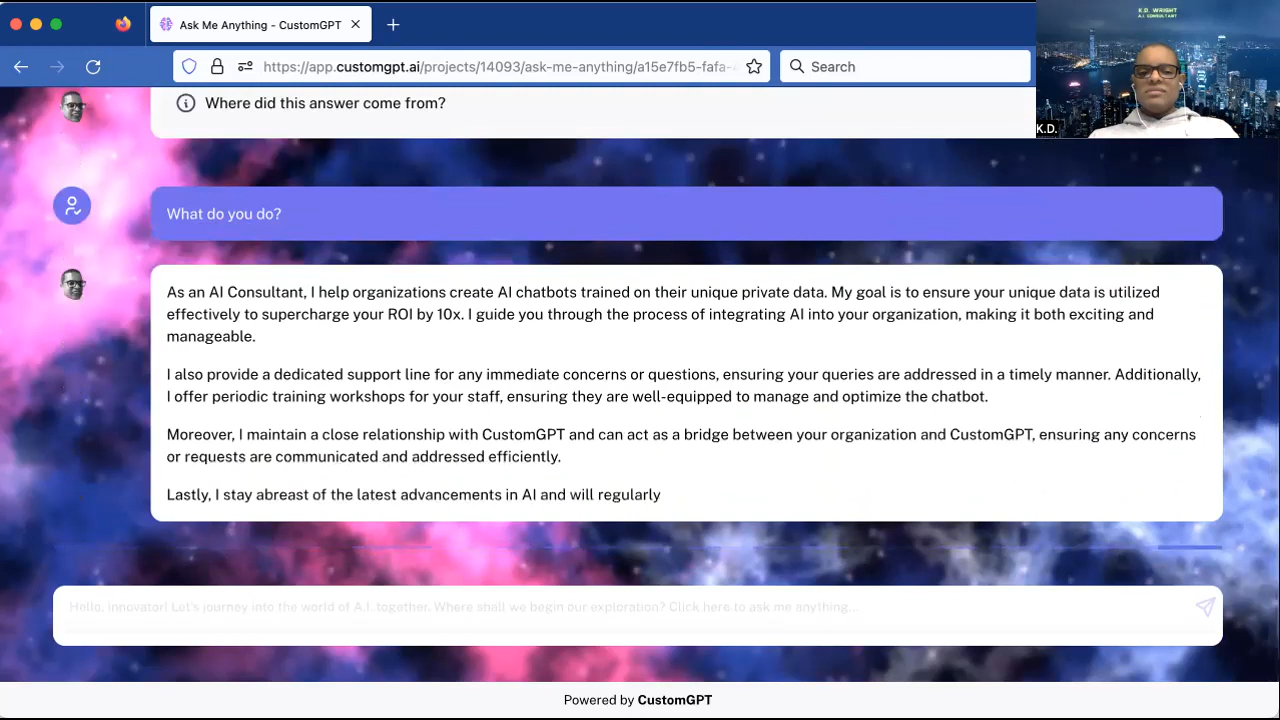 Ask Me Anything - CustomGPT
K.D. WRIGHT
A.I. CONSULTANT
https://app.customgpt.ai/projects/14093/ask-me-anything/a15e7fb5-fafa-
Search
K.D.
Where did this answer come from?
What do you do?
As an AI Consultant, I help organizations create AI chatbots trained on their unique private data. My goal is to ensure your unique data is utilized
effectively to supercharge your ROI by 10x. I guide you through the process of integrating AI into your organization, making it both exciting and
manageable.
I also provide a dedicated support line for any immediate concerns or questions, ensuring your queries are addressed in a timely manner. Additionally,
I offer periodic training workshops for your staff, ensuring they are well-equipped to manage and optimize the chatbot.
Moreover, I maintain a close relationship with CustomGPT and can act as a bridge between your organization and CustomGPT, ensuring any concerns
or requests are communicated and addressed efficiently.
Lastly, I stay abreast of the latest advancements in AI and will regularly
Hello, innovator! Let's journey into the world of A.I. together. Where shall we begin our exploration? Click here to ask me anything...
Powered by CustomGPT